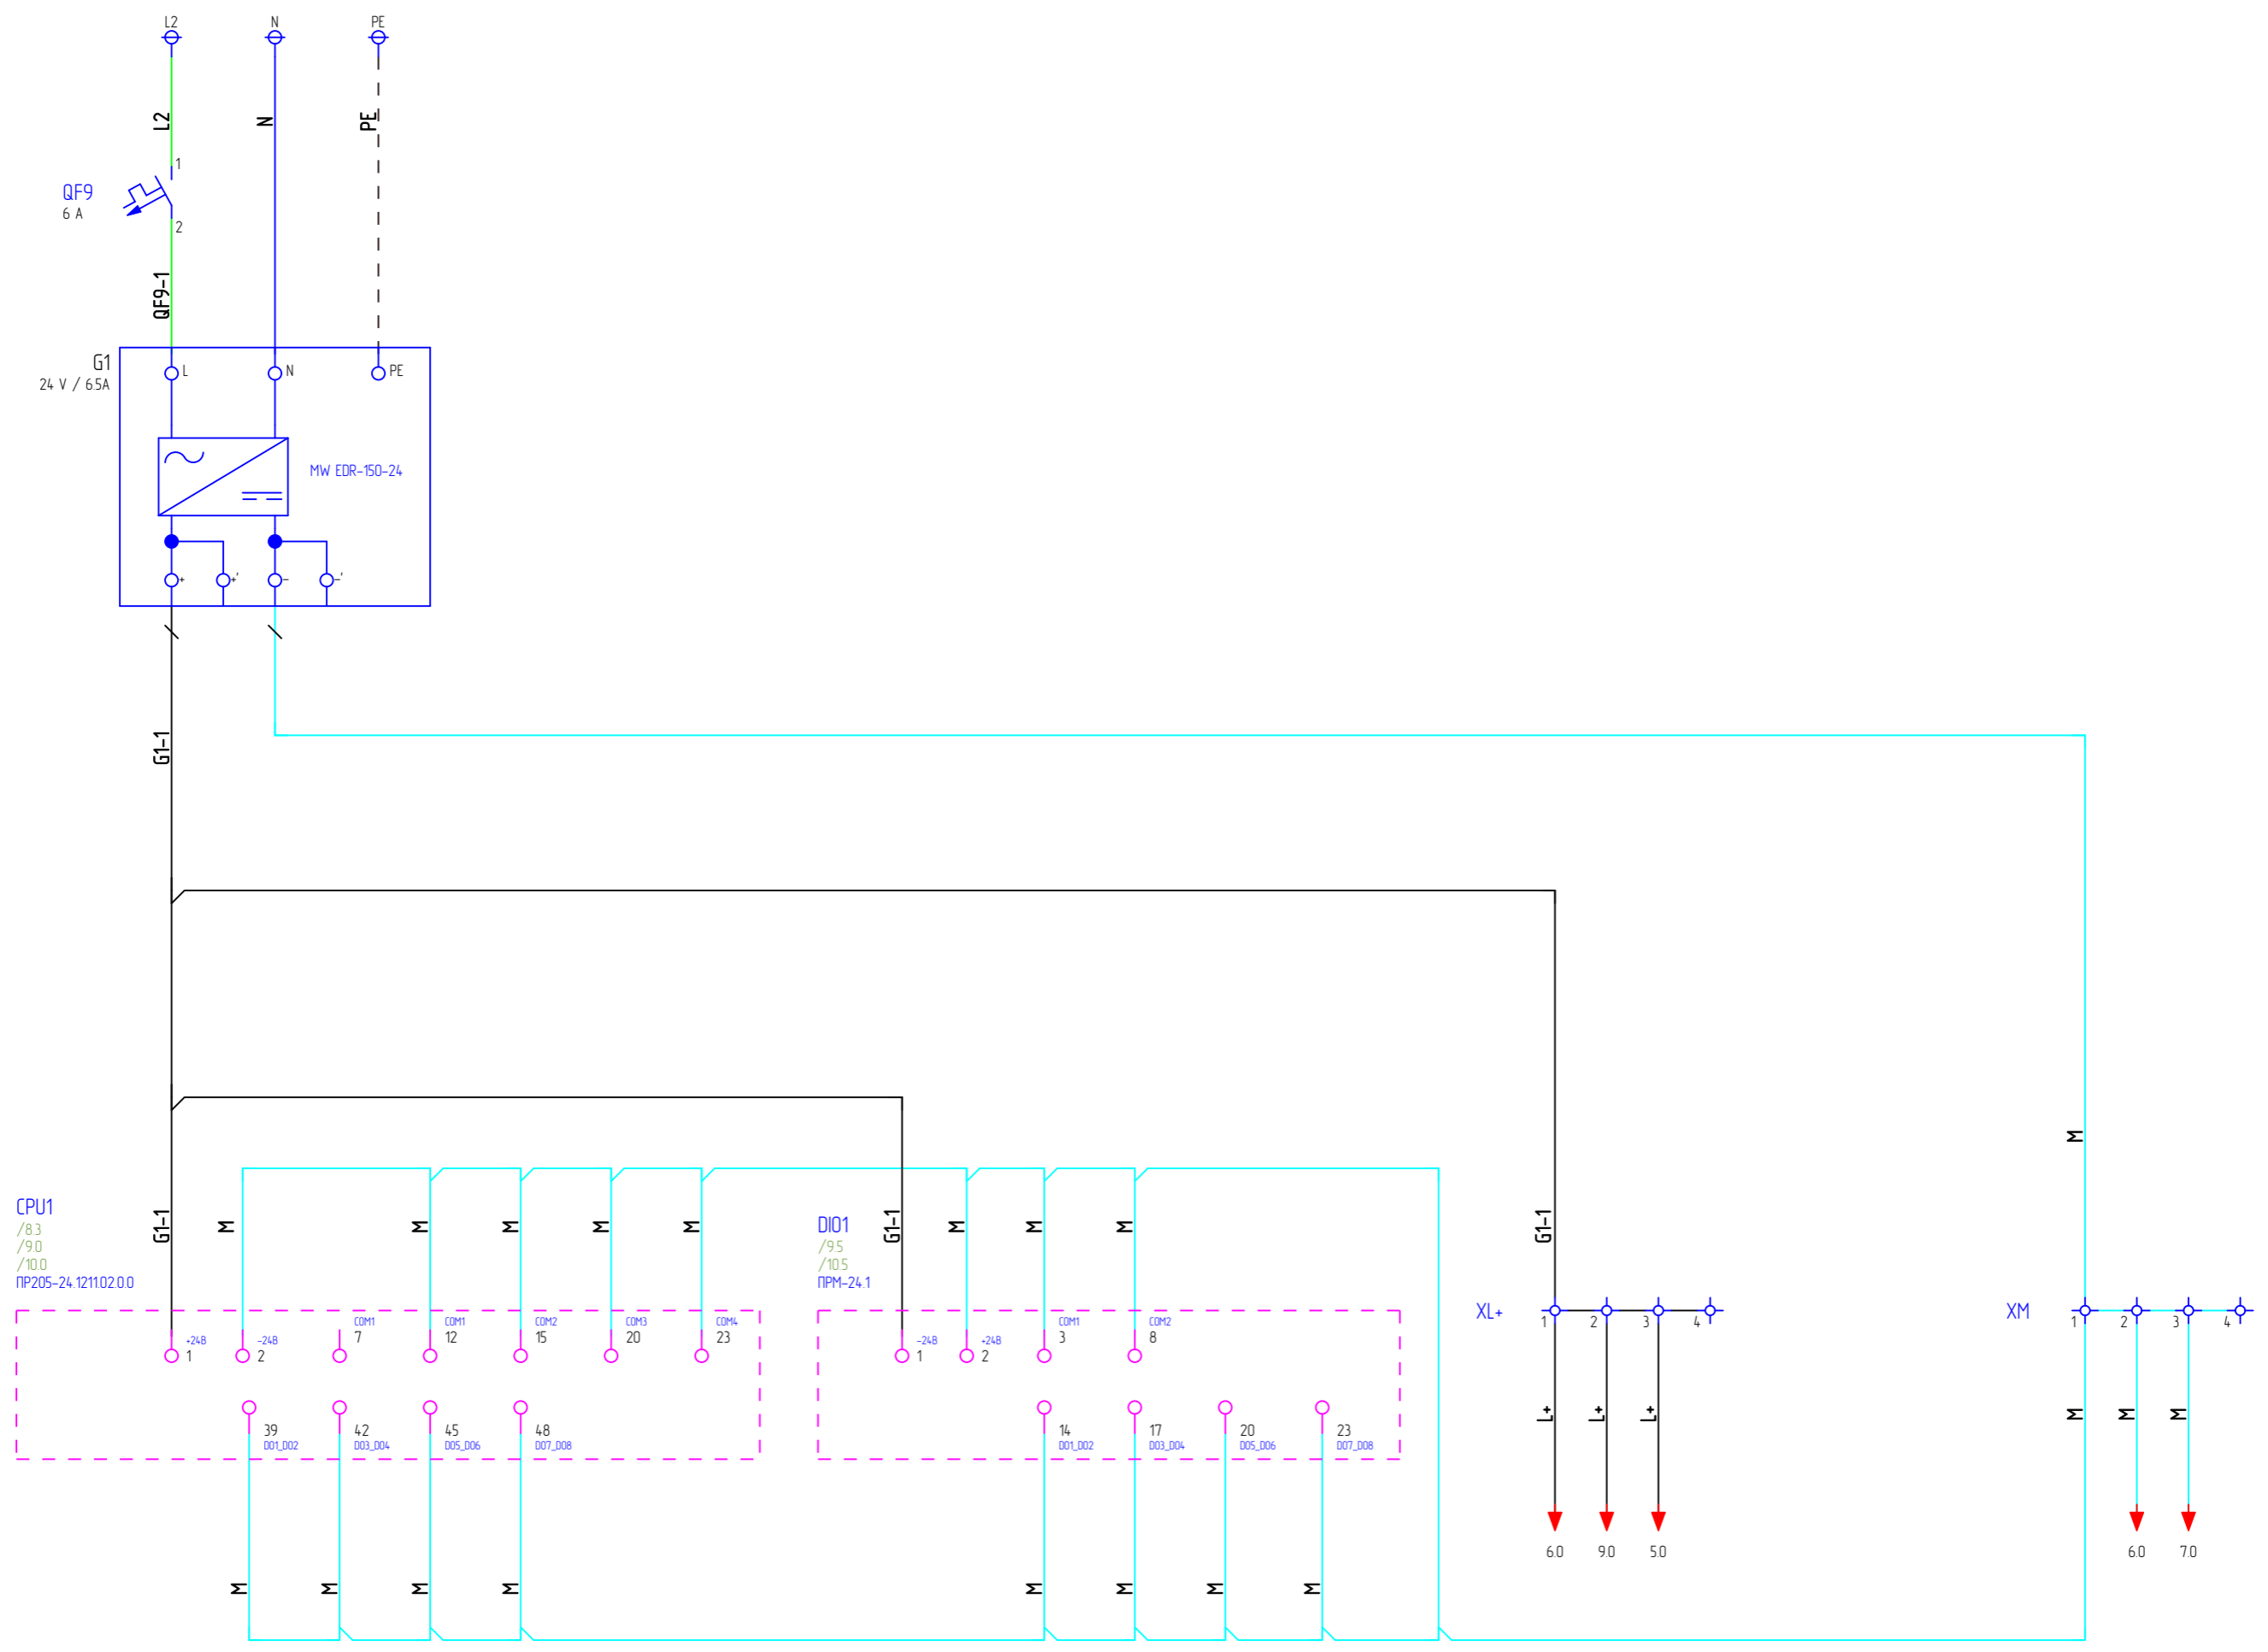 L2 N PE
L2 N PE
1
QF9
6 A
2
QF9-1
G1
24 V / 6.5A
L N PE
MW EDR-150-24
+ +' - -'
G1-1
M
CPU1
/8.3
/9.0
/10.0
ПР205-24.1211.02.0.0
G1-1 M M M M M
DIO1
/9.5
/10.5
ПРМ-24.1
G1-1 M M M
G1-1
+24В 1
-24В 2
COM1 7
COM1 12
COM2 15
COM3 20
COM4 23
39 DO1_DO2
42 DO3_DO4
45 DO5_DO6
48 DO7_DO8
M M M M
-24В 1
+24В 2
COM1 3
COM2 8
14 DO1_DO2
17 DO3_DO4
20 DO5_DO6
23 DO7_DO8
M M M M
XL+
1 2 3 4
L+ L+ L+
6.0 9.0 5.0
XM
1 2 3 4
M M M
6.0 7.0